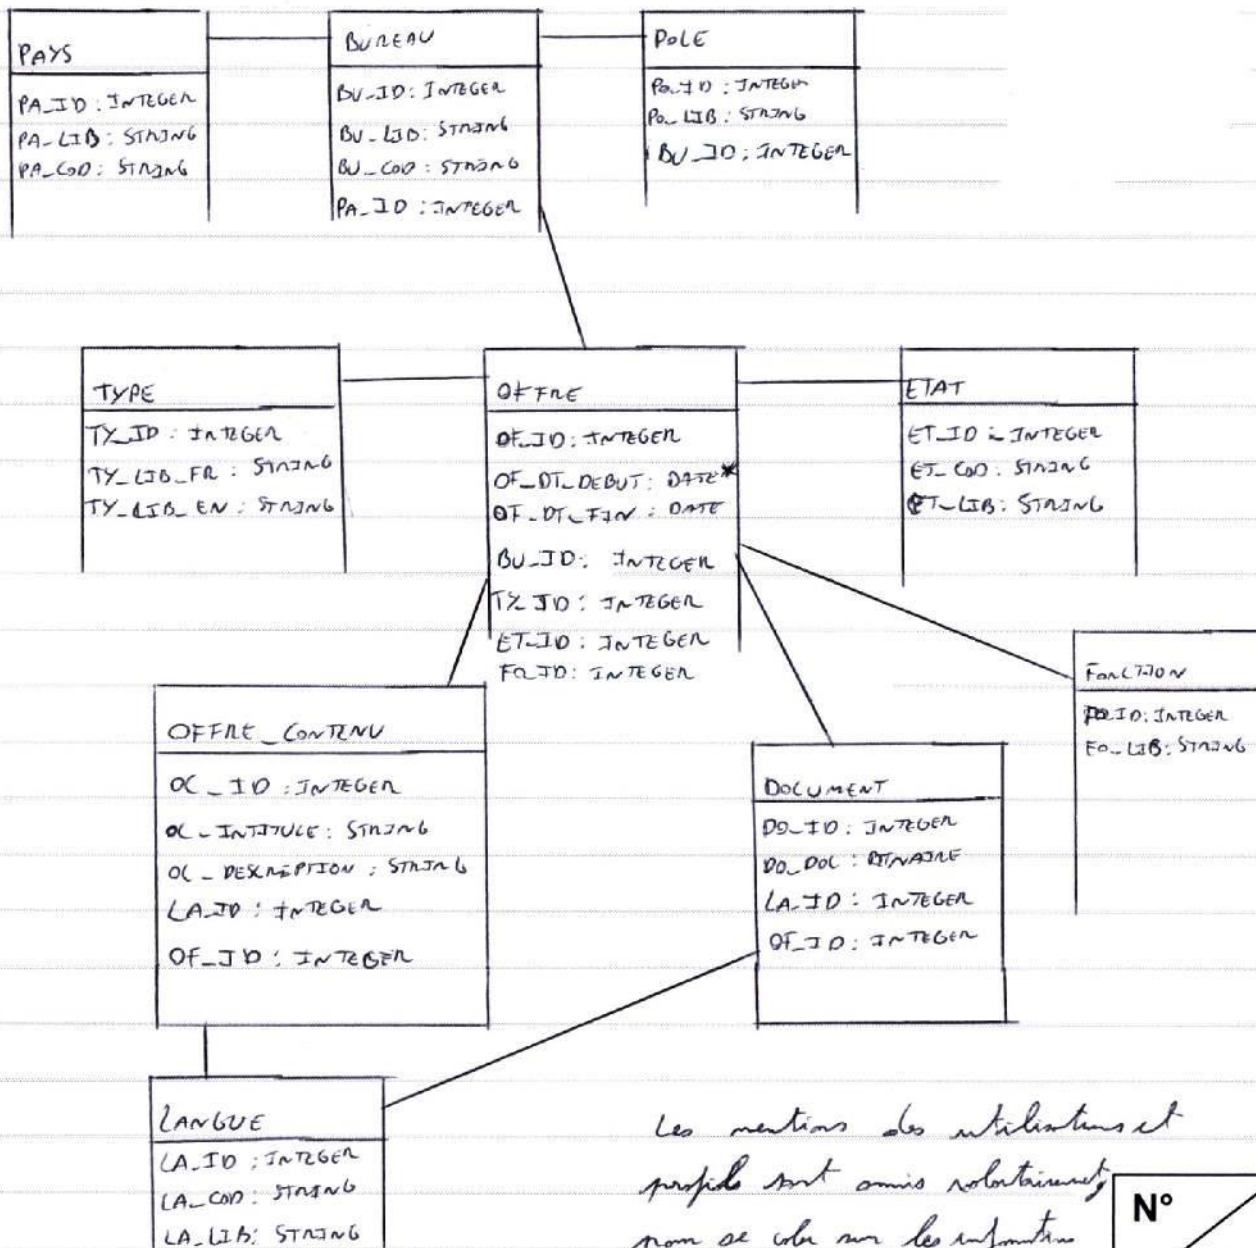 PAYS
PA_ID : INTEGER
PA_LIB : STRING
PA_COD : STRING
BUREAU
BU_ID : INTEGER
BU_LIB : STRING
BU_COD : STRING
PA_ID : INTEGER
POLE
PO_ID : INTEGER
PO_LIB : STRING
BU_ID : INTEGER
TYPE
TY_ID : INTEGER
TY_LIB_FR : STRING
TY_LIB_EN : STRING
OFFRE
OF_ID : INTEGER
OF_DT_DEBUT : DATE*
OF_DT_FIN : DATE
BU_ID : INTEGER
TY_ID : INTEGER
ET_ID : INTEGER
FO_ID : INTEGER
ETAT
ET_ID : INTEGER
ET_COD : STRING
ET_LIB : STRING
FONCTION
FO_ID : INTEGER
FO_LIB : STRING
OFFRE_CONTENU
OC_ID : INTEGER
OC_INTITULE : STRING
OC_DESCRIPTION : STRING
LA_ID : INTEGER
OF_ID : INTEGER
DOCUMENT
DO_ID : INTEGER
DO_DOC : BINAIRE
LA_ID : INTEGER
OF_ID : INTEGER
LANGUE
LA_ID : INTEGER
LA_COD : STRING
LA_LIB : STRING
Les mentions des utilisateurs et
profils sont omis volontairement,
se sur les informations
N°